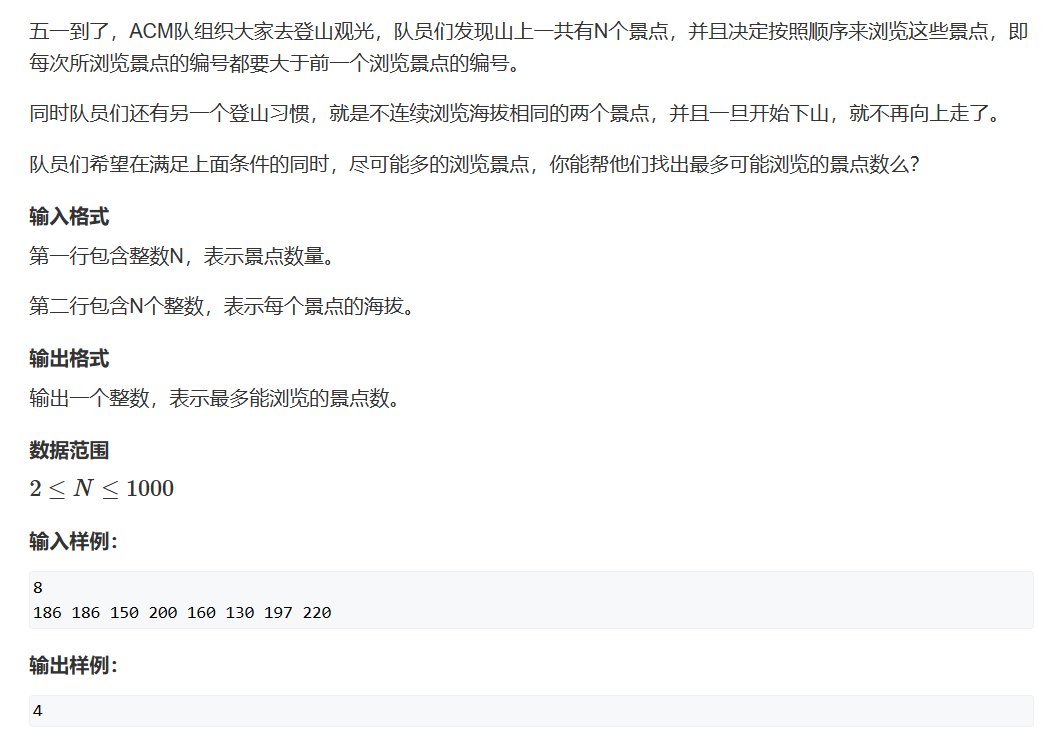 五一到了，ACM队组织大家去登山观光，队员们发现山上一共有N个景点，并且决定按照顺序来浏览这些景点，即
每次所浏览景点的编号都要大于前一个浏览景点的编号。
同时队员们还有另一个登山习惯，就是不连续浏览海拔相同的两个景点，并且一旦开始下山，就不再向上走了。
队员们希望在满足上面条件的同时，尽可能多的浏览景点，你能帮他们找出最多可能浏览的景点数么？
输入格式
第一行包含整数N，表示景点数量。
第二行包含N个整数，表示每个景点的海拔。
输出格式
输出一个整数，表示最多能浏览的景点数。
数据范围
2 ≤ N ≤ 1000
输入样例：
8
186 186 150 200 160 130 197 220
输出样例：
4